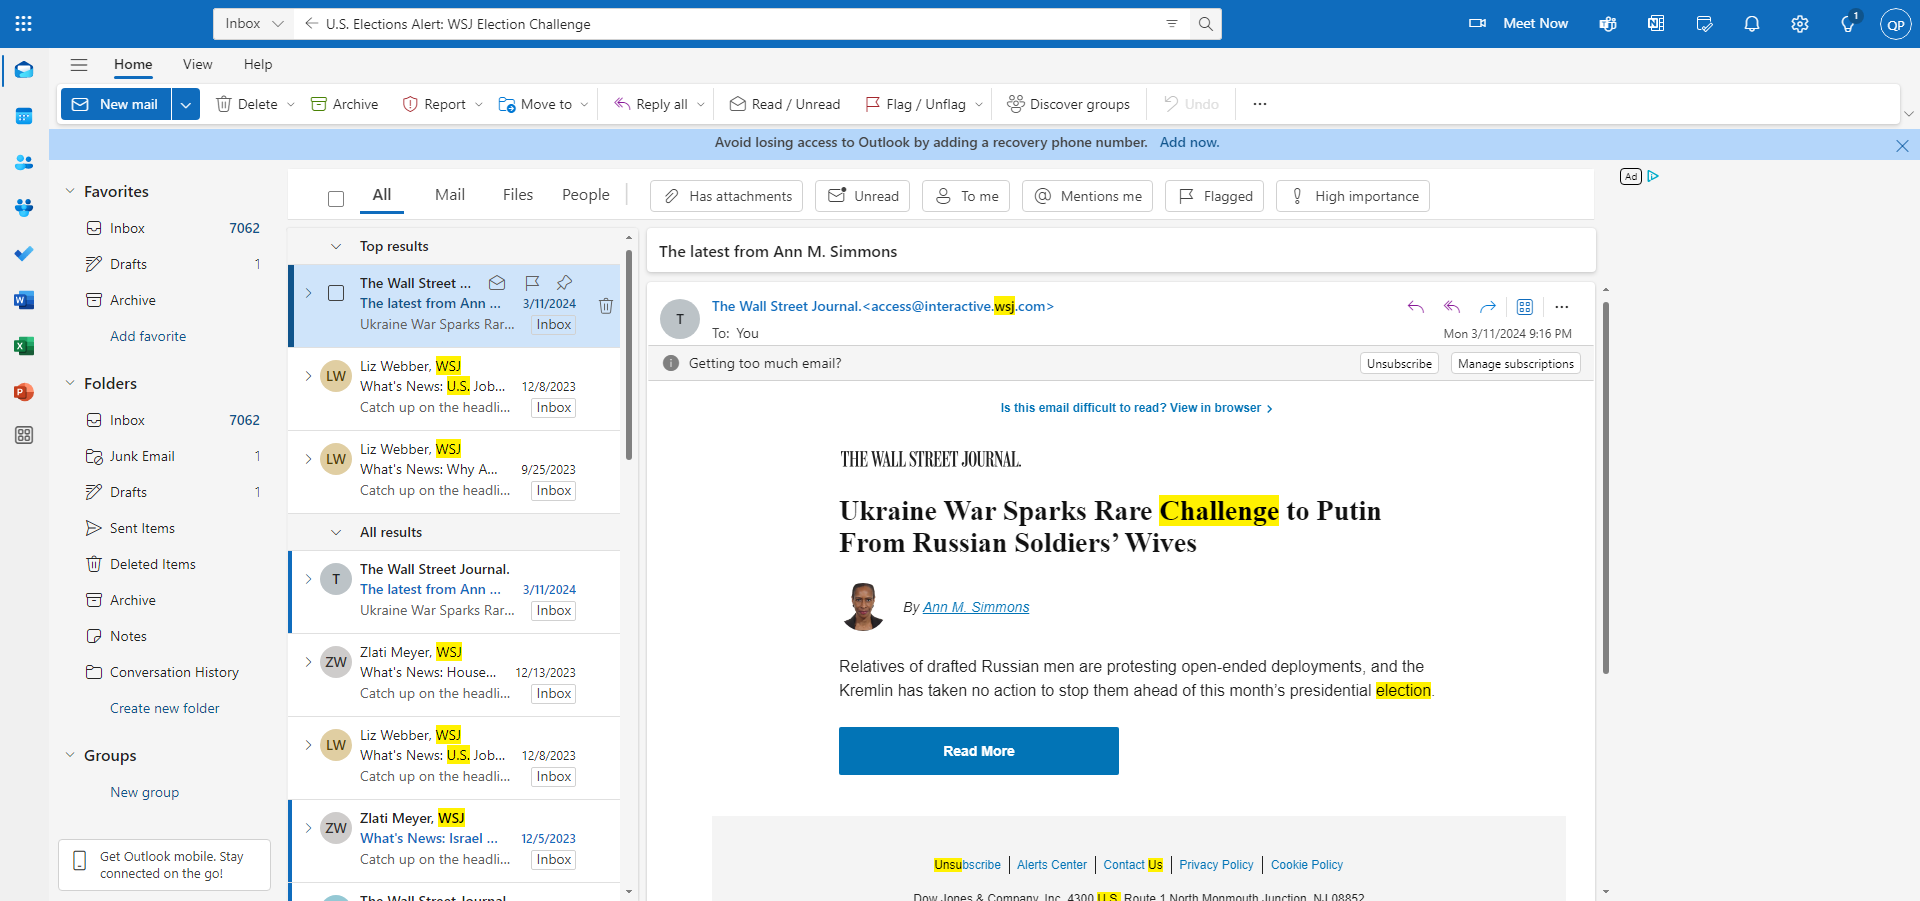 Inbox
U.S. Elections Alert: WSJ Election Challenge
Meet Now
1
QP
Home View Help
New mail
Delete
Archive
Report
Move to
Reply all
Read / Unread
Flag / Unflag
Discover groups
Undo
Avoid losing access to Outlook by adding a recovery phone number. Add now.
Favorites
Inbox 7062
Drafts 1
Archive
Add favorite
Folders
Inbox 7062
Junk Email 1
Drafts 1
Sent Items
Deleted Items
Archive
Notes
Conversation History
Create new folder
Groups
New group
Get Outlook mobile. Stay
connected on the go!
All Mail Files People
Has attachments
Unread
To me
Mentions me
Flagged
High importance
Top results
The Wall Street ...
The latest from Ann ... 3/11/2024
Ukraine War Sparks Rar... Inbox
LW
Liz Webber, WSJ
What's News: U.S. Job... 12/8/2023
Catch up on the headli... Inbox
LW
Liz Webber, WSJ
What's News: Why A... 9/25/2023
Catch up on the headli... Inbox
All results
T
The Wall Street Journal.
The latest from Ann ... 3/11/2024
Ukraine War Sparks Rar... Inbox
ZW
Zlati Meyer, WSJ
What's News: House... 12/13/2023
Catch up on the headli... Inbox
LW
Liz Webber, WSJ
What's News: U.S. Job... 12/8/2023
Catch up on the headli... Inbox
ZW
Zlati Meyer, WSJ
What's News: Israel ... 12/5/2023
Catch up on the headli... Inbox
The Wall Street Journal.
The latest from Ann M. Simmons
T
The Wall Street Journal.<access@interactive.wsj.com>
To: You
Mon 3/11/2024 9:16 PM
Getting too much email?
Unsubscribe
Manage subscriptions
Is this email difficult to read? View in browser ›
THE WALL STREET JOURNAL.
Ukraine War Sparks Rare Challenge to Putin
From Russian Soldiers’ Wives
By Ann M. Simmons
Relatives of drafted Russian men are protesting open-ended deployments, and the
Kremlin has taken no action to stop them ahead of this month’s presidential election.
Read More
Unsubscribe | Alerts Center | Contact Us | Privacy Policy | Cookie Policy
Dow Jones & Company, Inc. 4300 U.S. Route 1 North Monmouth Junction, NJ 08852
Ad